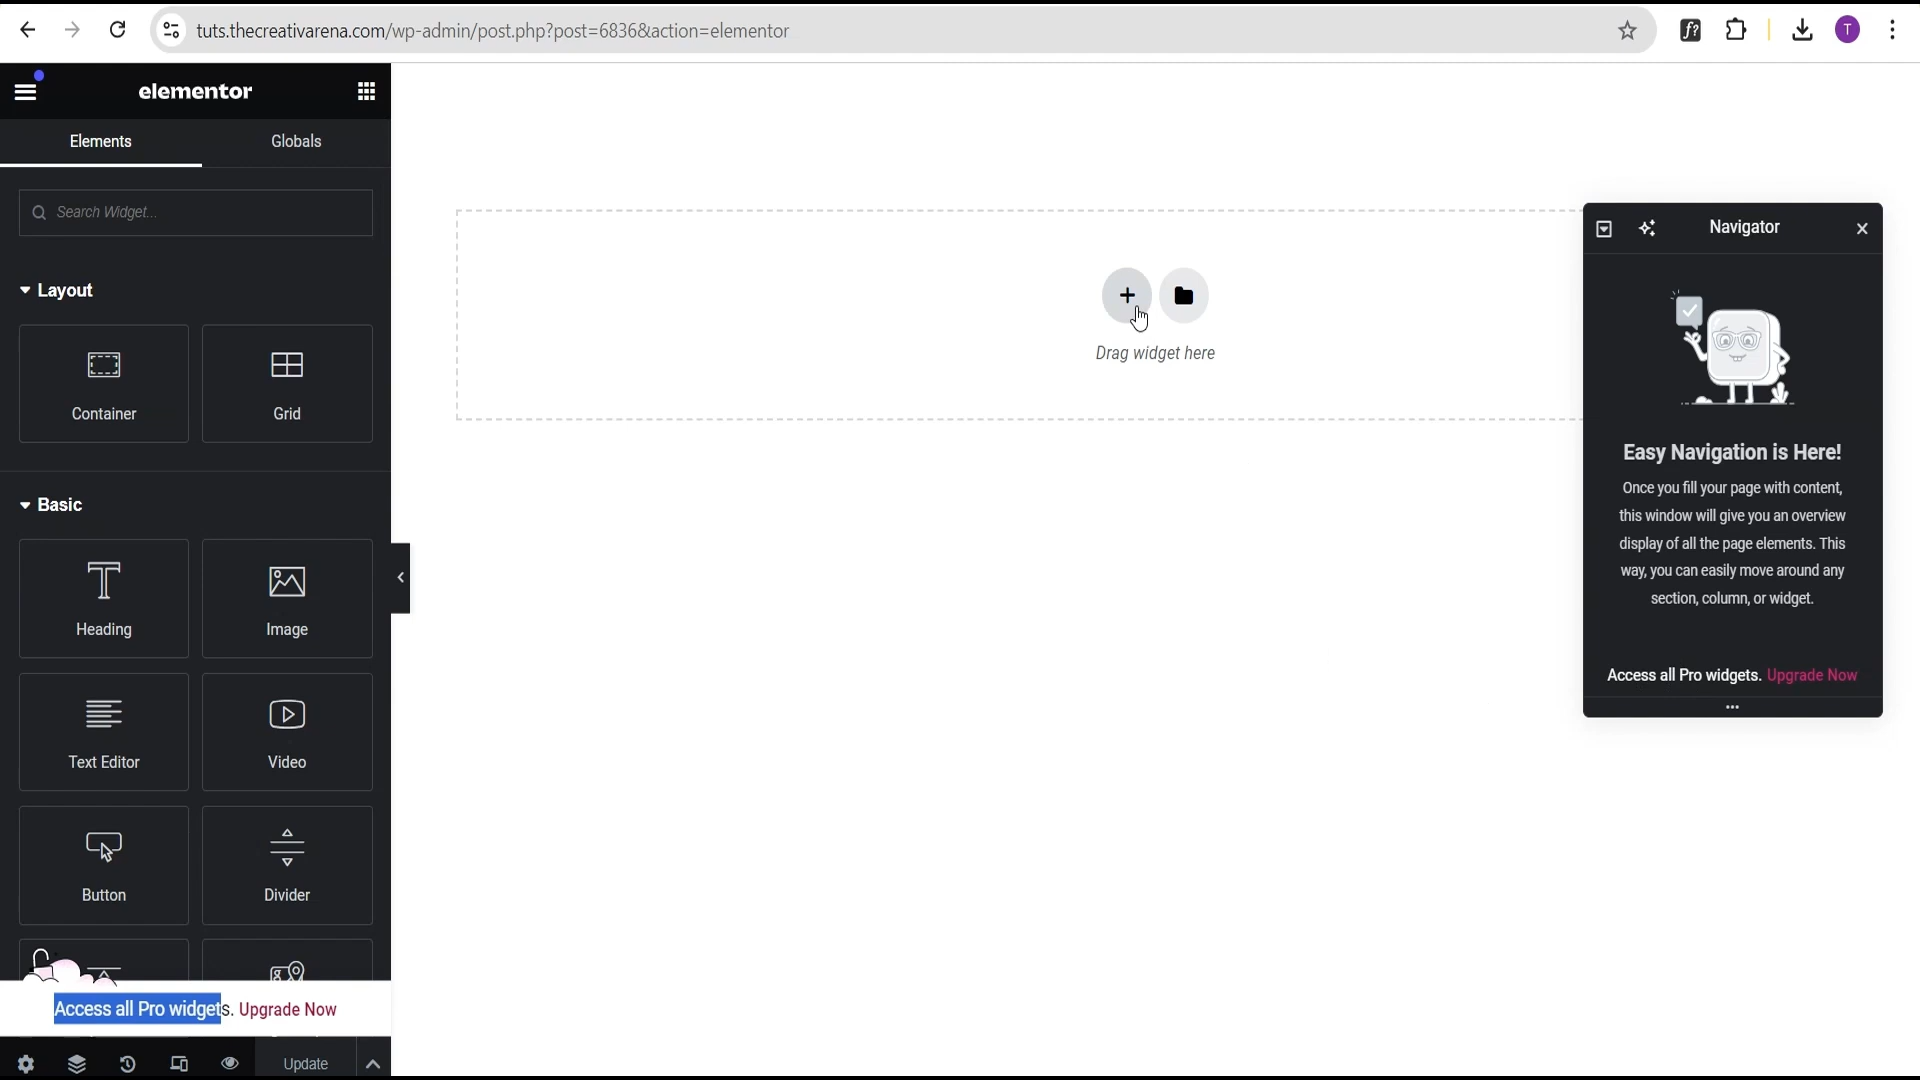 tuts.thecreativarena.com/wp-admin/post.php?post=6836&action=elementor
f?
T
elementor
Elements
Globals
Search Widget...
Layout
Container
Grid
Basic
Heading
Image
Text Editor
Video
Button
Divider
Access all Pro widgets. Upgrade Now
Update
Drag widget here
Navigator
Easy Navigation is Here!
Once you fill your page with content,
this window will give you an overview
display of all the page elements. This
way, you can easily move around any
section, column, or widget.
Access all Pro widgets. Upgrade Now